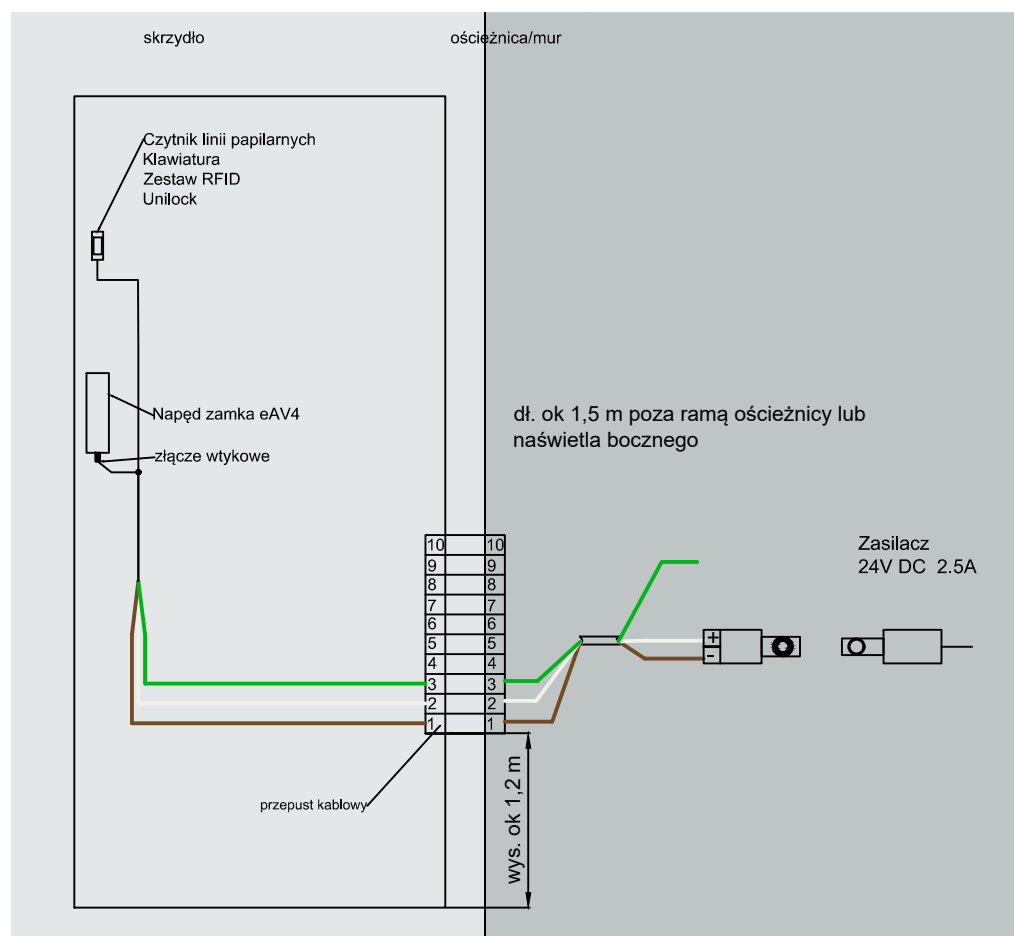 skrzydło
ościeżnica/mur
Czytnik linii papilarnych
Klawiatura
Zestaw RFID
Unilock
Napęd zamka eAV4
złącze wtykowe
dł. ok 1,5 m poza ramą ościeżnicy lub
naświetla bocznego
Zasilacz
24V DC 2.5A
10 10
9 9
8 8
7 7
6 6
5 5
4 4
3 3
2 2
1 1
+
-
przepust kablowy
wys. ok 1,2 m